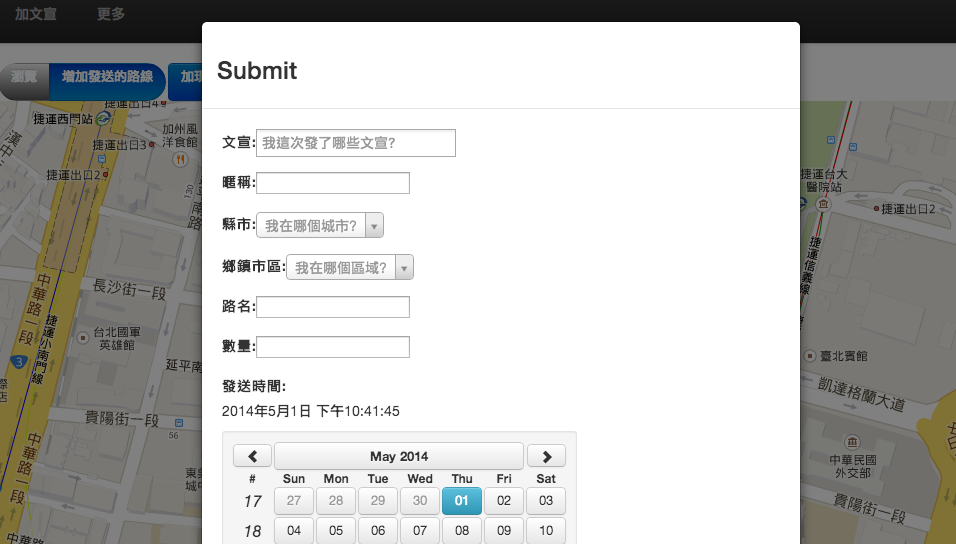 加文宣 更多
瀏覽 增加發送的路線
Submit
文宣: 我這次發了哪些文宣?
暱稱:
縣市: 我在哪個城市?
鄉鎮市區: 我在哪個區域?
路名:
數量:
發送時間:
2014年5月1日 下午10:41:45
May 2014
# Sun Mon Tue Wed Thu Fri Sat
17 27 28 29 30 01 02 03
18 04 05 06 07 08 09 10
捷運出口4
捷運西門站
加州風
洋食館
捷運出口3
捷運出口2
130
中華路一段
長沙街一段
捷運小南門線
台北國軍
英雄館
3
延平南
貴陽街一段
56
中華路一段
捷運台大
醫院站
捷運出口2
捷運信義線
臺北賓館
凱達格蘭大道
中華民國
外交部
貴陽街一段